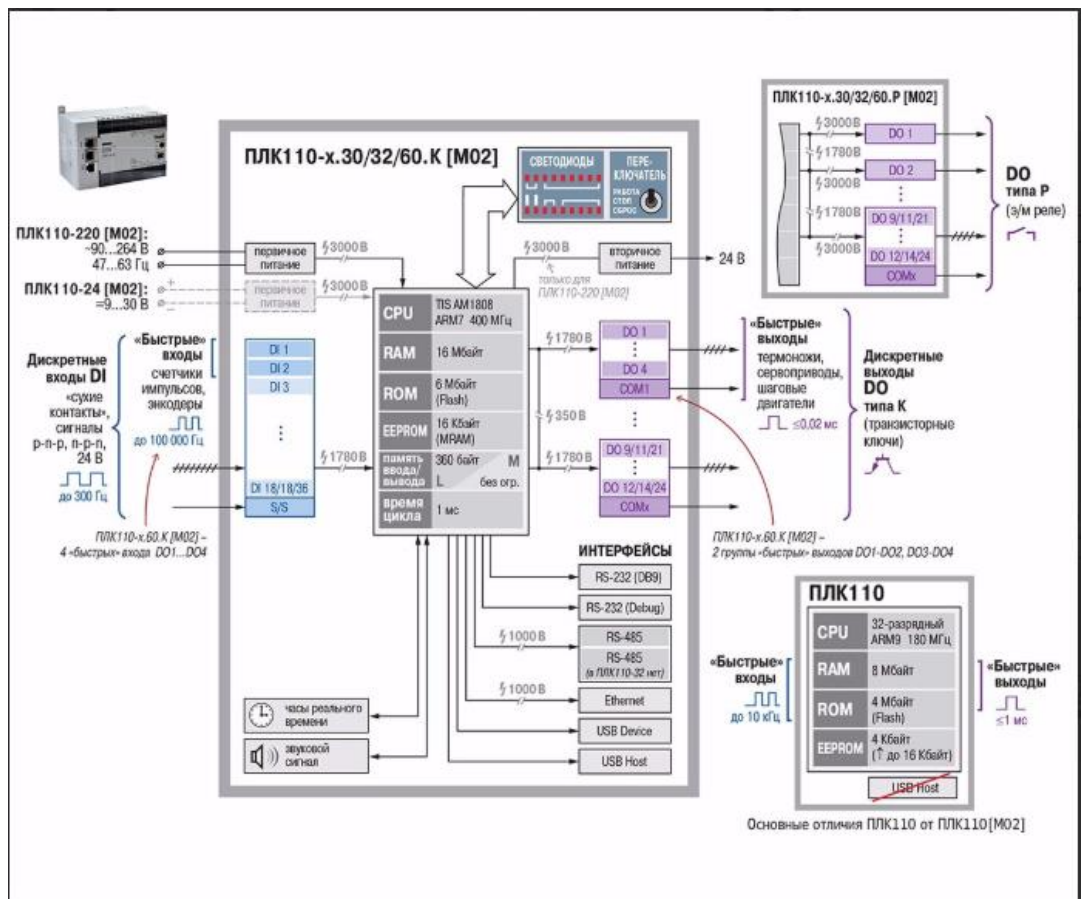 ПЛК110-х.30/32/60.К [М02]
СВЕТОДИОДЫ
ПЕРЕ-
КЛЮЧАТЕЛЬ
РАБОТА
СТОП
СБРОС
ПЛК110-220 [М02]:
~90...264 В
47...63 Гц
первичное
питание
3000В
ПЛК110-24 [М02]:
=9...30 В
+
–
первичное
питание
3000В
3000В
только для
ПЛК110-220 [М02]
вторичное
питание
24 В
Дискретные
входы DI
«сухие
контакты»,
сигналы
p-n-p, n-p-n,
24 В
до 300 Гц
«Быстрые»
входы
счетчики
импульсов,
энкодеры
до 100 000 Гц
DI 1
DI 2
DI 3
DI 18/18/36
S/S
1780В
ПЛК110-х.60.К [М02] –
4 «быстрых» входа DO1...DO4
CPU
TIS AM1808
ARM7 400 МГц
RAM
16 Мбайт
ROM
6 Мбайт
(Flash)
EEPROM
16 Кбайт
(MRAM)
память
ввода/
вывода
360 байт
M
L
без огр.
время
цикла
1 мс
1780В
350В
1780В
DO 1
DO 4
COM1
DO 9/11/21
DO 12/14/24
COMx
«Быстрые»
выходы
термоножи,
сервоприводы,
шаговые
двигатели
≤0,02 мс
Дискретные
выходы
DO
типа К
(транзисторные
ключи)
ПЛК110-х.60.К [М02] –
2 группы «быстрых» выходов DO1-DO2, DO3-DO4
ПЛК110-х.30/32/60.Р [М02]
3000В
DO 1
1780В
3000В
DO 2
1780В
3000В
DO 9/11/21
DO 12/14/24
COMx
DO
типа Р
(э/м реле)
ИНТЕРФЕЙСЫ
RS-232 (DB9)
RS-232 (Debug)
1000В
RS-485
RS-485
(в ПЛК110-32 нет)
1000В
Ethernet
USB Device
USB Host
часы реального
времени
звуковой
сигнал
ПЛК110
«Быстрые»
входы
до 10 кГц
CPU
32-разрядный
ARM9 180 МГц
RAM
8 Мбайт
ROM
4 Мбайт
(Flash)
EEPROM
4 Кбайт
(↑ до 16 Кбайт)
USB Host
«Быстрые»
выходы
≤1 мс
Основные отличия ПЛК110 от ПЛК110[М02]